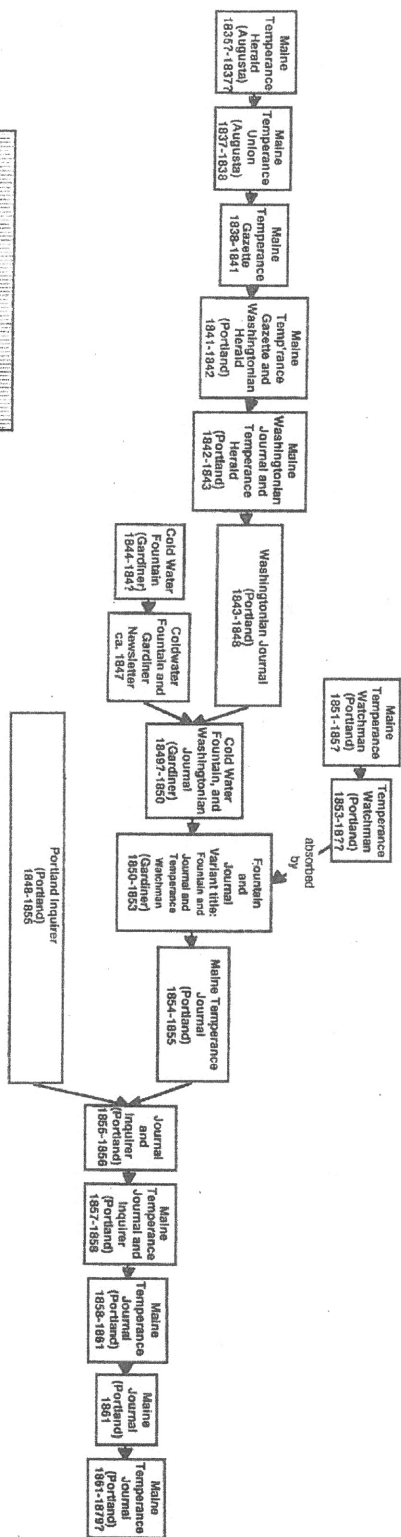 Maine
Temperance
Herald
(Augusta)
1835?-1837?
Maine
Temperance
Union
(Augusta)
1837-1838
Maine
Temperance
Gazette
1838-1841
Maine
Temp'rance
Gazette and
Washingtonian
Herald
(Portland)
1841-1842
Maine
Washingtonian
Journal and
Temperance
Herald
(Portland)
1842-1843
Washingtonian Journal
(Portland)
1843-1848
Cold Water
Fountain
(Gardiner)
1844-184?
Coldwater
Fountain and
Gardiner
Newsletter
ca. 1847
Cold Water
Fountain, and
Washingtonian
Journal
(Gardiner)
1849?-1850
Maine
Temperance
Watchman
(Portland)
1851-185?
Temperance
Watchman
(Portland)
1853-18??
absorbed
by
Fountain
and
Journal
Variant title:
Fountain and
Journal and
Temperance
Watchman
(Gardiner)
1850-1853
Maine Temperance
Journal
(Portland)
1854-1855
Portland Inquirer
(Portland)
1848-1855
Journal
and
Inquirer
(Portland)
1855-1856
Maine
Temperance
Journal and
Inquirer
(Portland)
1857-1858
Maine
Temperance
Journal
(Portland)
1858-1861
Maine
Journal
(Portland)
1861
Maine
Temperance
Journal
(Portland)
1861-1879?